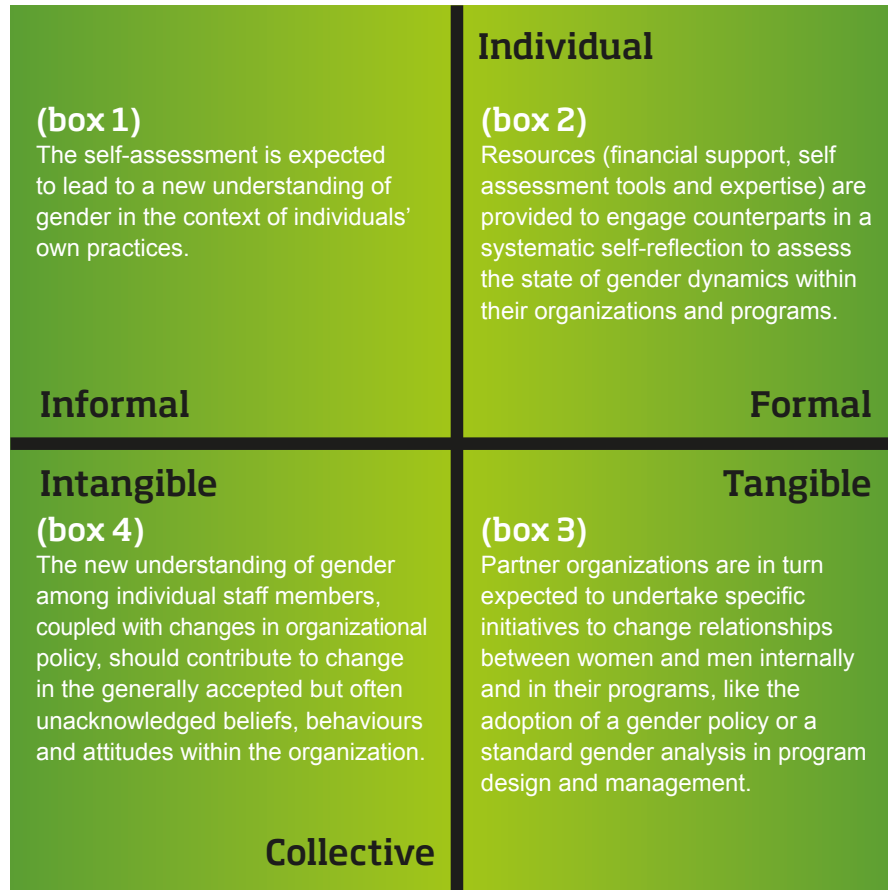 Individual
(box 1)
The self-assessment is expected
to lead to a new understanding of
gender in the context of individuals’
own practices.
(box 2)
Resources (financial support, self
assessment tools and expertise) are
provided to engage counterparts in a
systematic self-reflection to assess
the state of gender dynamics within
their organizations and programs.
Informal
Formal
Intangible
Tangible
(box 4)
The new understanding of gender
among individual staff members,
coupled with changes in organizational
policy, should contribute to change
in the generally accepted but often
unacknowledged beliefs, behaviours
and attitudes within the organization.
(box 3)
Partner organizations are in turn
expected to undertake specific
initiatives to change relationships
between women and men internally
and in their programs, like the
adoption of a gender policy or a
standard gender analysis in program
design and management.
Collective